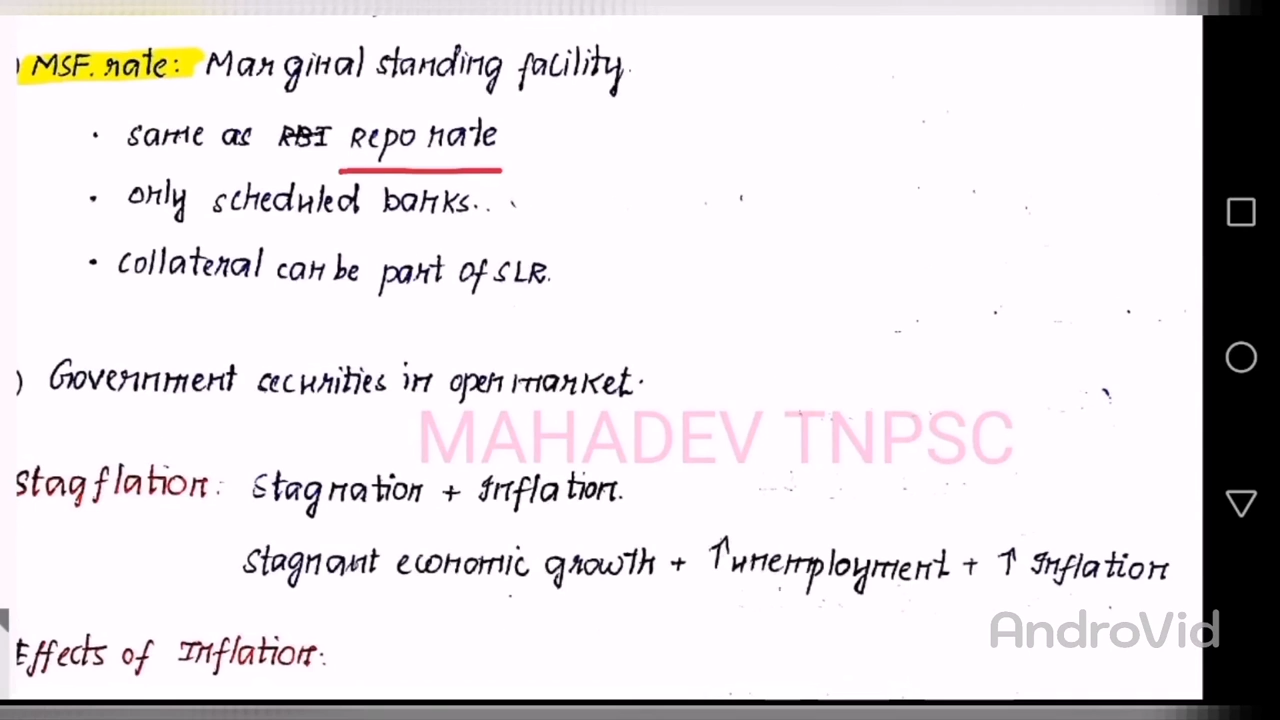 ) MSF. rate: Marginal standing facility.
• same as RBI Repo rate
• only scheduled banks..
• collateral can be part of SLR.
) Government securities in open market.
MAHADEV TNPSC
Stagflation: Stagnation + Inflation.
Stagnant economic growth + ↑unemployment + ↑ Inflation
AndroVid
Effects of Inflation: